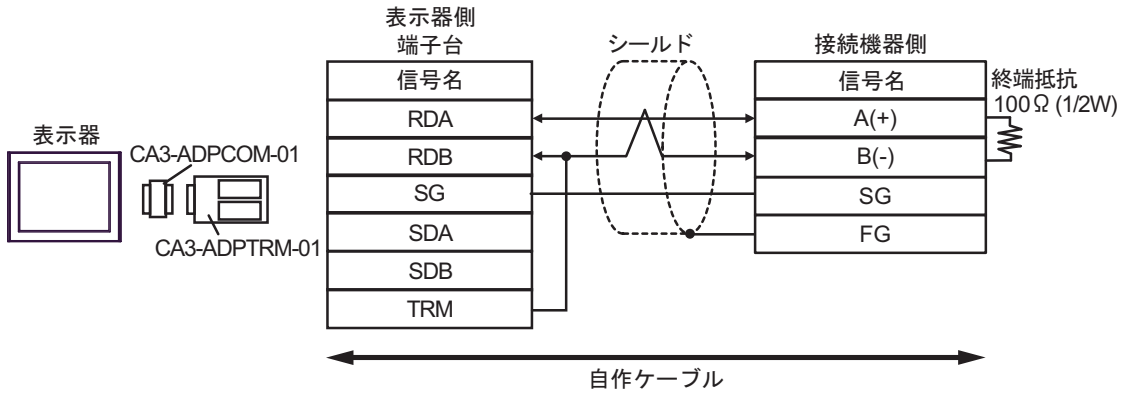 表示器側
端子台
シールド
接続機器側
信号名
信号名
終端抵抗
100Ω (1/2W)
RDA
A(+)
表示器
CA3-ADPCOM-01
RDB
B(-)
SG
SG
CA3-ADPTRM-01
SDA
FG
SDB
TRM
自作ケーブル